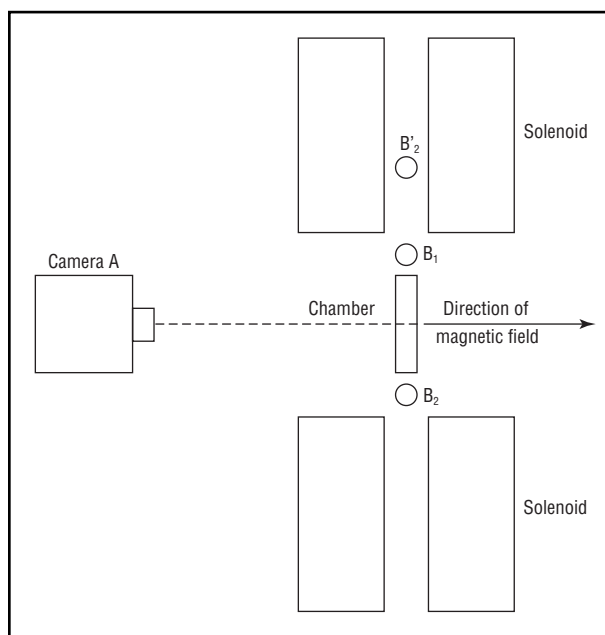 Solenoid
B'₂
B₁
Camera A
Chamber
Direction of
magnetic field
B₂
Solenoid